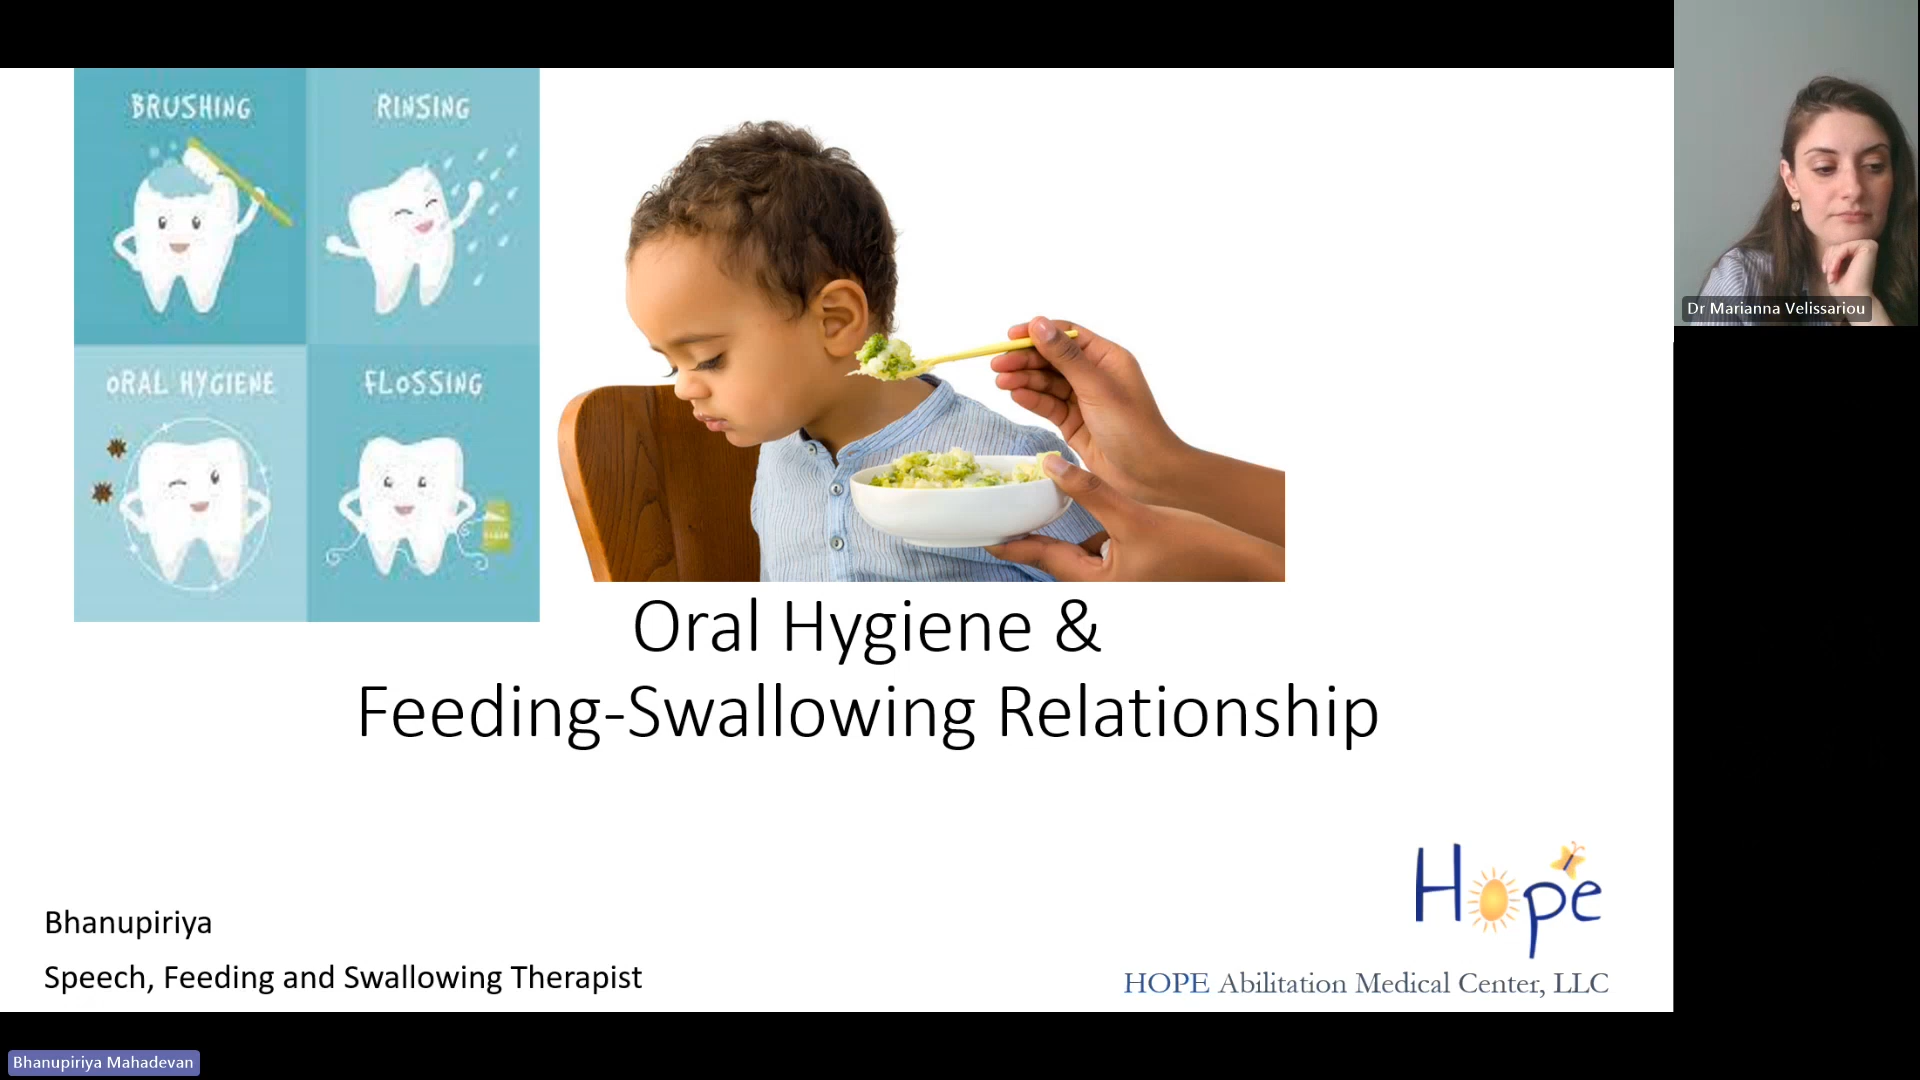 BRUSHING
RINSING
ORAL HYGIENE
FLOSSING
Oral Hygiene &
Feeding-Swallowing Relationship
Bhanupiriya
Speech, Feeding and Swallowing Therapist
Hope
HOPE Abilitation Medical Center, LLC
Dr Marianna Velissariou
Bhanupiriya Mahadevan